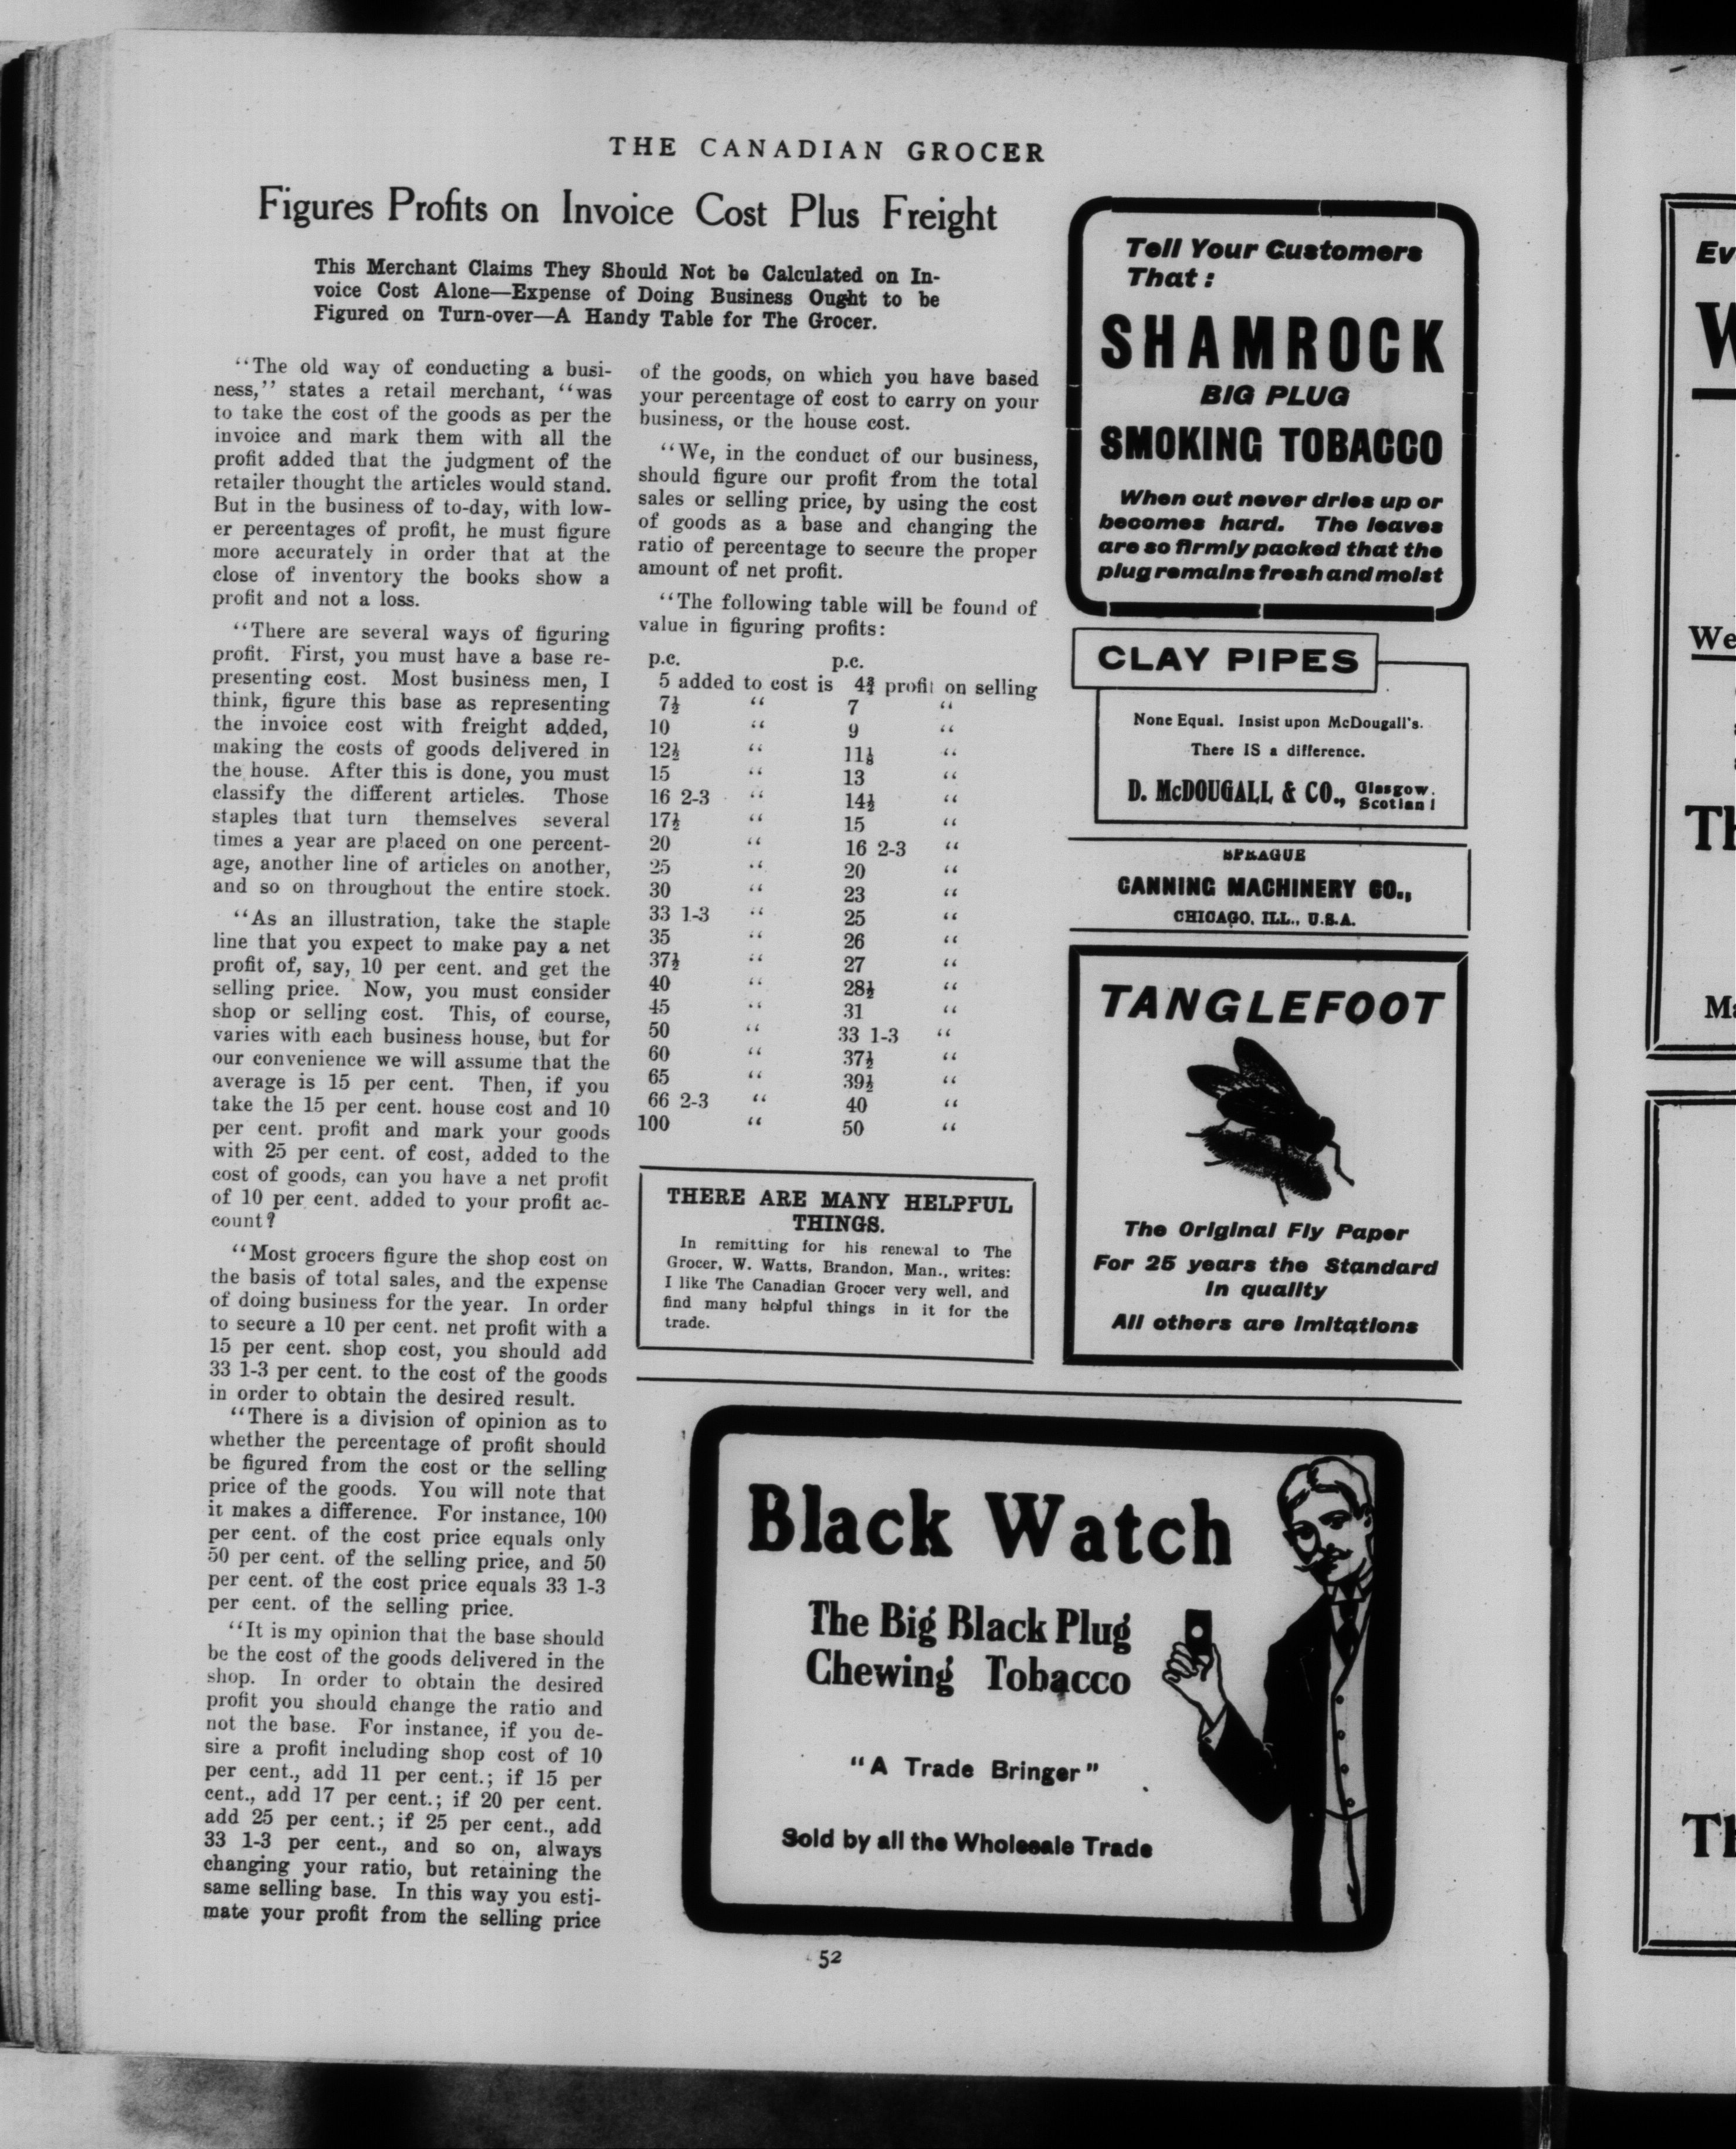 THE CANADIAN GROCER
Figures Profits on Invoice Cost Plus Freight
This Merchant Claims They Should Not be Calculated on In-
voice Cost Alone—Expense of Doing Business Ought to be
Figured on Turn-over—A Handy Table for The Grocer.
“The old way of conducting a busi-
ness,” states a retail merchant, “was
to take the cost of the goods as per the
invoice and mark them with all the
profit added that the judgment of the
retailer thought the articles would stand.
But in the business of to-day, with low-
er percentages of profit, he must figure
more accurately in order that at the
close of inventory the books show a
profit and not a loss.
“There are several ways of figuring
profit. First, you must have a base re-
presenting cost. Most business men, I
think, figure this base as representing
the invoice cost with freight added,
making the costs of goods delivered in
the house. After this is done, you must
classify the different articles. Those
staples that turn themselves several
times a year are placed on one percent-
age, another line of articles on another,
and so on throughout the entire stock.
“As an illustration, take the staple
line that you expect to make pay a net
profit of, say, 10 per cent. and get the
selling price. Now, you must consider
shop or selling cost. This, of course,
varies with each business house, but for
our convenience we will assume that the
average is 15 per cent. Then, if you
take the 15 per cent. house cost and 10
per cent. profit and mark your goods
with 25 per cent. of cost, added to the
cost of goods, can you have a net profit
of 10 per cent. added to your profit ac-
count?
“Most grocers figure the shop cost on
the basis of total sales, and the expense
of doing business for the year. In order
to secure a 10 per cent. net profit with a
15 per cent. shop cost, you should add
33 1-3 per cent. to the cost of the goods
in order to obtain the desired result.
“There is a division of opinion as to
whether the percentage of profit should
be figured from the cost or the selling
price of the goods. You will note that
it makes a difference. For instance, 100
per cent. of the cost price equals only
50 per cent. of the selling price, and 50
per cent. of the cost price equals 33 1-3
per cent. of the selling price.
“It is my opinion that the base should
be the cost of the goods delivered in the
shop. In order to obtain the desired
profit you should change the ratio and
not the base. For instance, if you de-
sire a profit including shop cost of 10
per cent., add 11 per cent.; if 15 per
cent., add 17 per cent.; if 20 per cent.
add 25 per cent.; if 25 per cent., add
33 1-3 per cent., and so on, always
changing your ratio, but retaining the
same selling base. In this way you esti-
mate your profit from the selling price
of the goods, on which you have based
your percentage of cost to carry on your
business, or the house cost.
“We, in the conduct of our business,
should figure our profit from the total
sales or selling price, by using the cost
of goods as a base and changing the
ratio of percentage to secure the proper
amount of net profit.
“The following table will be found of
value in figuring profits:
p.c. p.c.
5 added to cost is 4¾ profit on selling
7½ “ 7 “
10 “ 9 “
12½ “ 11⅛ “
15 “ 13 “
16 2-3 “ 14½ “
17½ “ 15 “
20 “ 16 2-3 “
25 “ 20 “
30 “ 23 “
33 1-3 “ 25 “
35 “ 26 “
37½ “ 27 “
40 “ 28½ “
45 “ 31 “
50 “ 33 1-3 “
60 “ 37½ “
65 “ 39½ “
66 2-3 “ 40 “
100 “ 50 “
THERE ARE MANY HELPFUL
THINGS.
In remitting for his renewal to The
Grocer, W. Watts, Brandon, Man., writes:
I like The Canadian Grocer very well, and
find many helpful things in it for the
trade.
Tell Your Customers
That:
SHAMROCK
BIG PLUG
SMOKING TOBACCO
When cut never dries up or
becomes hard. The leaves
are so firmly packed that the
plug remains fresh and moist
CLAY PIPES
None Equal. Insist upon McDougall's.
There IS a difference.
D. McDOUGALL & CO., Glasgow.
Scotland
SPRAGUE
CANNING MACHINERY CO.,
CHICAGO, ILL., U.S.A.
TANGLEFOOT
The Original Fly Paper
For 25 years the Standard
in quality
All others are imitations
Black Watch
The Big Black Plug
Chewing Tobacco
“A Trade Bringer”
Sold by all the Wholesale Trade
52
Ev
W
We
Th
Ma
Th